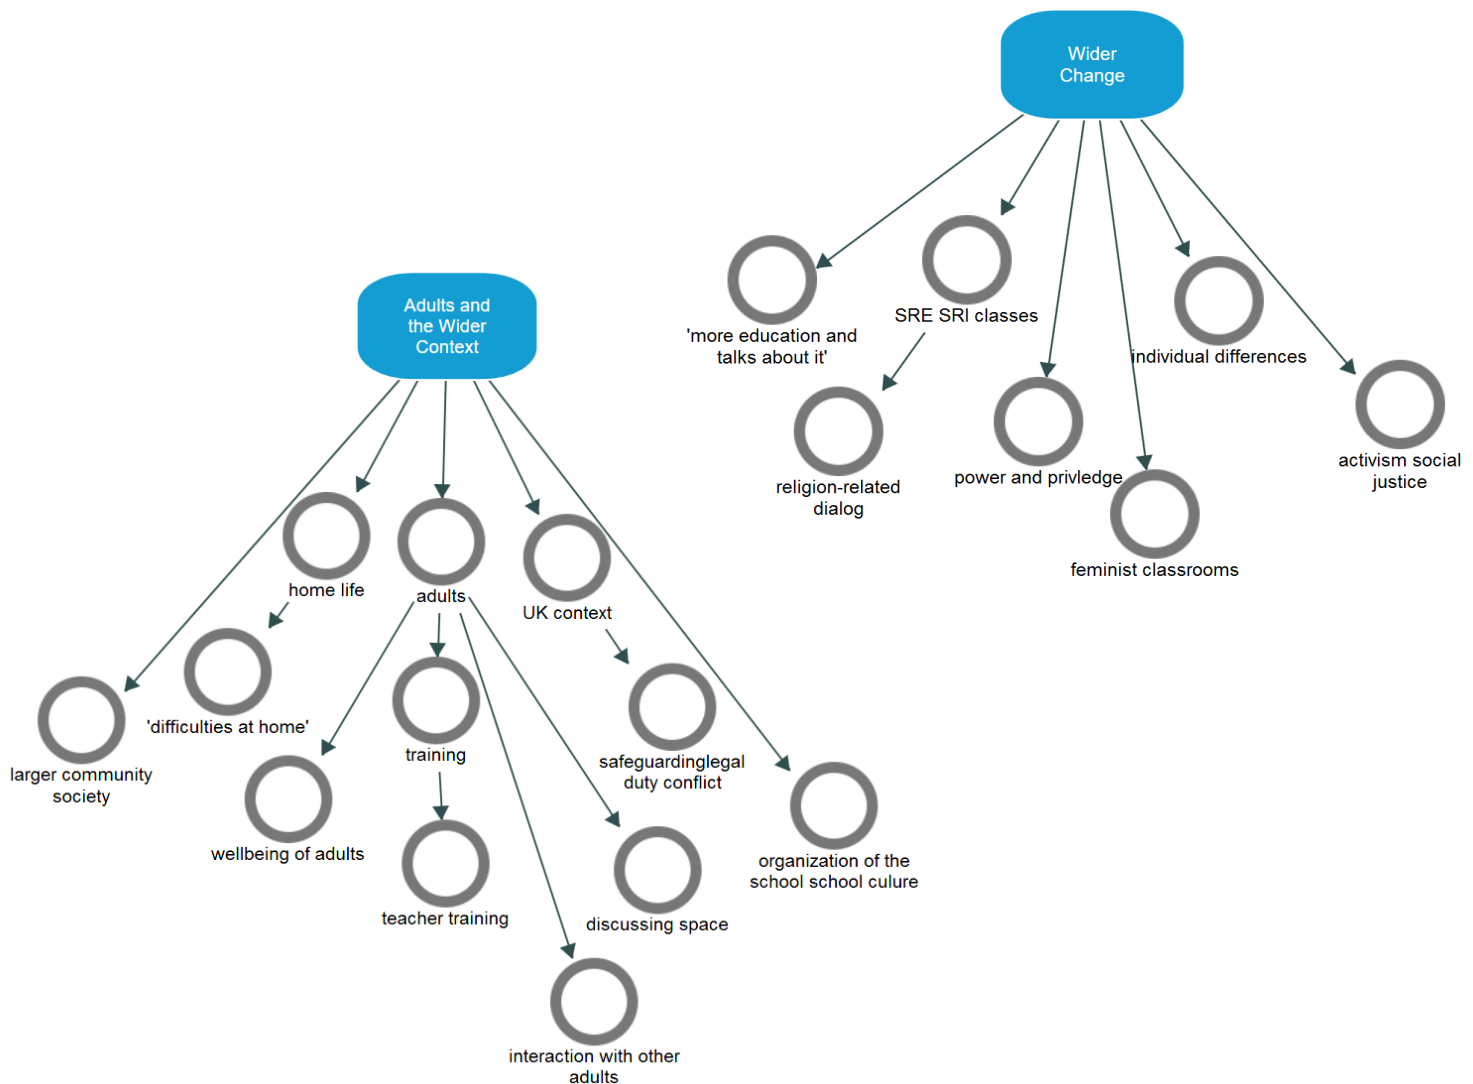 Wider
Change
Adults and
the Wider
Context
'more education and
talks about it'
SRE SRI classes
individual differences
religion-related
dialog
power and privledge
activism social
justice
feminist classrooms
home life
adults
UK context
larger community
society
'difficulties at home'
training
safeguardinglegal
duty conflict
wellbeing of adults
teacher training
discussing space
organization of the
school school culure
interaction with other
adults